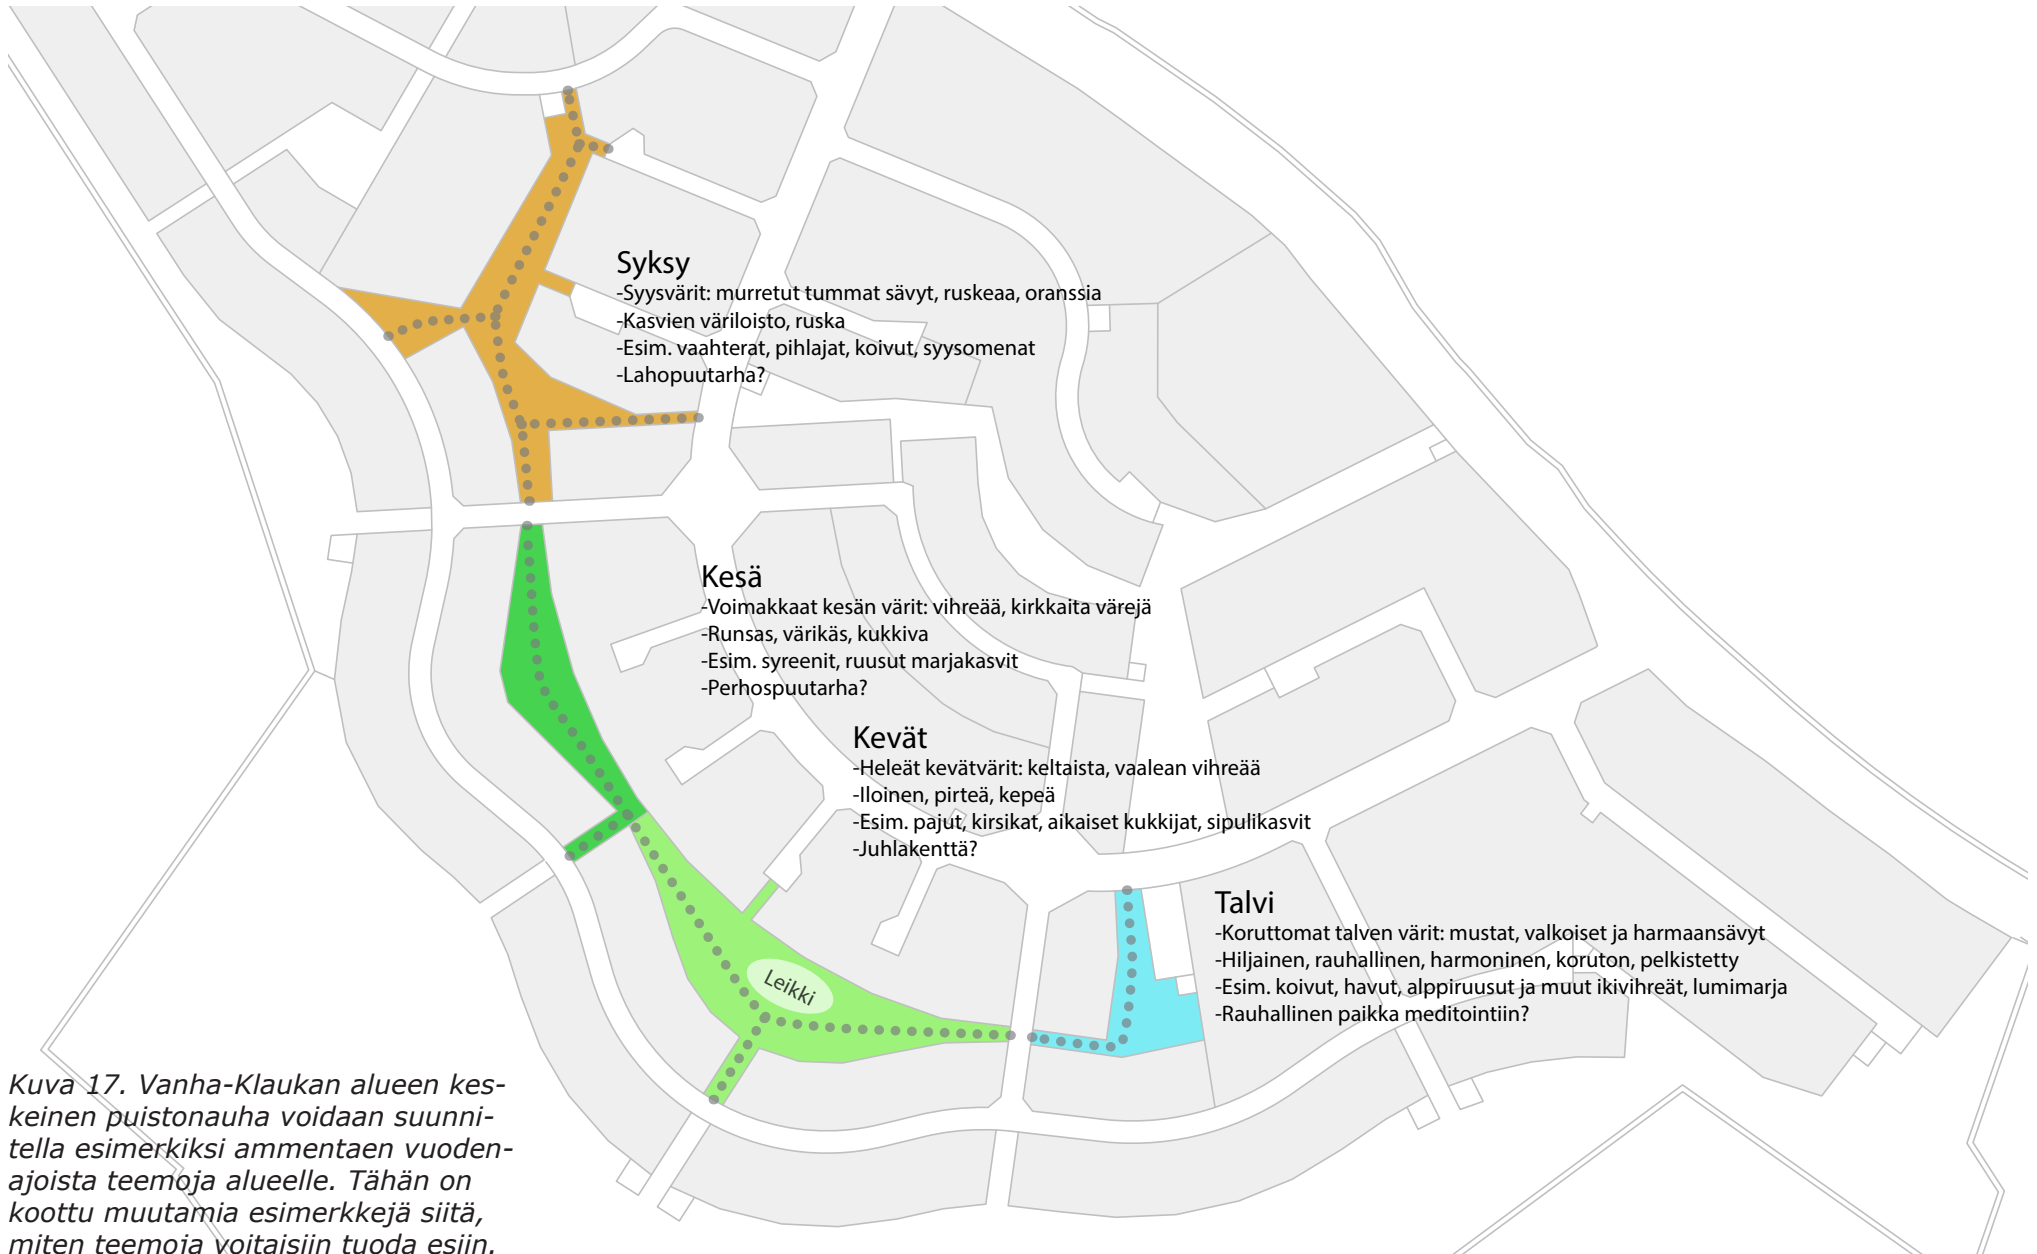 Syksy
-Syysvärit: murretut tummat sävyt, ruskeaa, oranssia
-Kasvien väriloisto, ruska
-Esim. vaahterat, pihlajat, koivut, syysomenat
-Lahopuutarha?
Kesä
-Voimakkaat kesän värit: vihreää, kirkkaita värejä
-Runsas, värikäs, kukkiva
-Esim. syreenit, ruusut marjakasvit
-Perhospuutarha?
Kevät
-Heleät kevätvärit: keltaista, vaalean vihreää
-Iloinen, pirteä, kepeä
-Esim. pajut, kirsikat, aikaiset kukkijat, sipulikasvit
-Juhlakenttä?
Talvi
-Koruttomat talven värit: mustat, valkoiset ja harmaansävyt
-Hiljainen, rauhallinen, harmoninen, koruton, pelkistetty
-Esim. koivut, havut, alppiruusut ja muut ikivihreät, lumimarja
-Rauhallinen paikka meditointiin?
Leikki
Kuva 17. Vanha-Klaukan alueen kes-
keinen puistonauha voidaan suunni-
tella esimerkiksi ammentaen vuoden-
ajoista teemoja alueelle. Tähän on
koottu muutamia esimerkkejä siitä,
miten teemoja voitaisiin tuoda esiin.